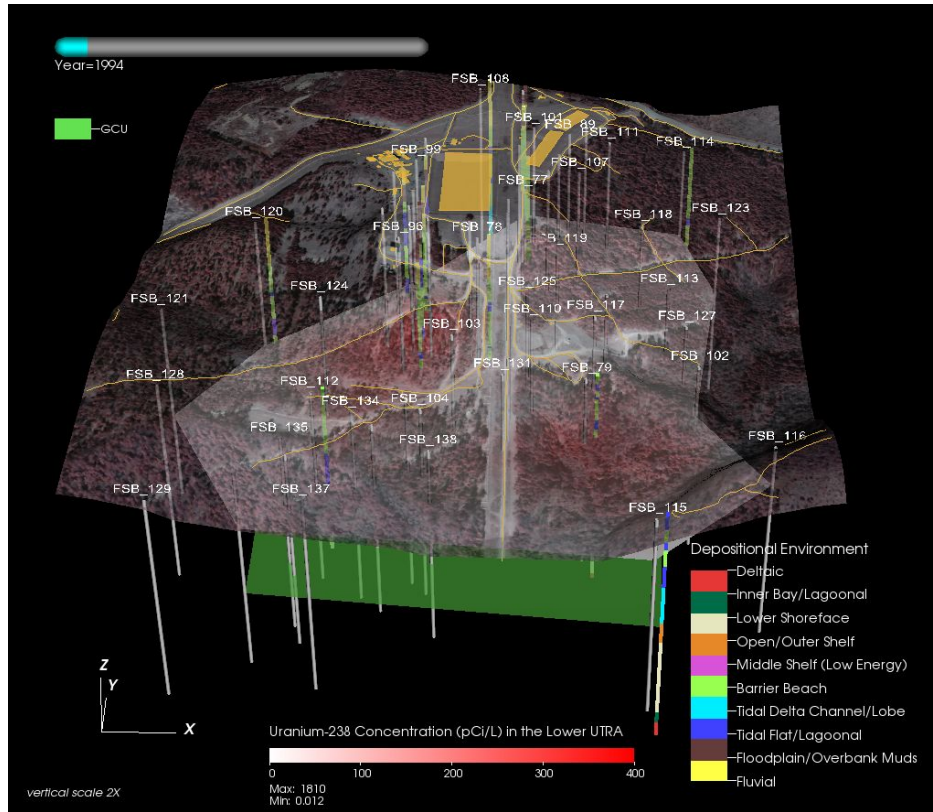 Year=1994
GCU
FSB_108
FSB_101
FSB_89
FSB_111
FSB_114
FSB_99
FSB_107
FSB_77
FSB_120
FSB_96
FSB_78
FSB_118
FSB_123
FSB_119
FSB_121
FSB_124
FSB_125
FSB_113
FSB_110
FSB_117
FSB_103
FSB_127
FSB_128
FSB_112
FSB_131
FSB_79
FSB_102
FSB_134
FSB_104
FSB_135
FSB_138
FSB_116
FSB_129
FSB_137
FSB_115
Depositional Environment
Deltaic
Inner Bay/Lagoonal
Lower Shoreface
Open/Outer Shelf
Middle Shelf (Low Energy)
Barrier Beach
Tidal Delta Channel/Lobe
Tidal Flat/Lagoonal
Floodplain/Overbank Muds
Fluvial
Z
Y
X
Uranium-238 Concentration (pCi/L) in the Lower UTRA
0 100 200 300 400
Max: 1810
Min: 0.012
vertical scale 2X